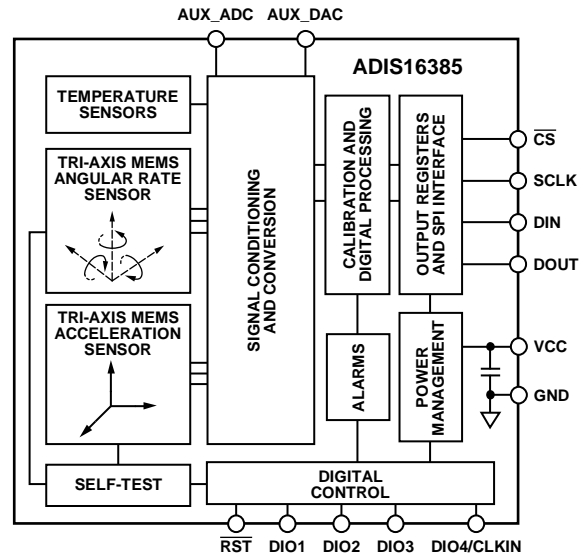 AUX_ADC
AUX_DAC
ADIS16385
TEMPERATURE
SENSORS
TRI-AXIS MEMS
ANGULAR RATE
SENSOR
TRI-AXIS MEMS
ACCELERATION
SENSOR
SELF-TEST
SIGNAL CONDITIONING
AND CONVERSION
CALIBRATION AND
DIGITAL PROCESSING
OUTPUT REGISTERS
AND SPI INTERFACE
ALARMS
POWER
MANAGEMENT
DIGITAL
CONTROL
CS
SCLK
DIN
DOUT
VCC
GND
RST
DIO1
DIO2
DIO3
DIO4/CLKIN